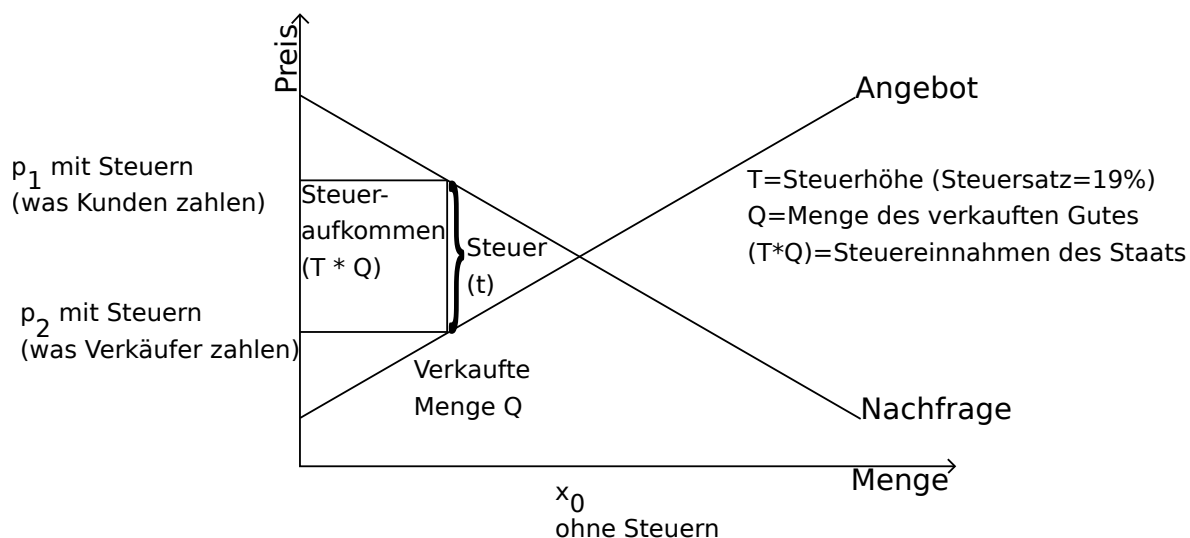 Preis
Angebot
p1 mit Steuern
(was Kunden zahlen)
Steuer-
aufkommen
(T * Q)
Steuer
(t)
T=Steuerhöhe (Steuersatz=19%)
Q=Menge des verkauften Gutes
(T*Q)=Steuereinnahmen des Staats
p2 mit Steuern
(was Verkäufer zahlen)
Verkaufte
Menge Q
Nachfrage
Menge
x0
ohne Steuern